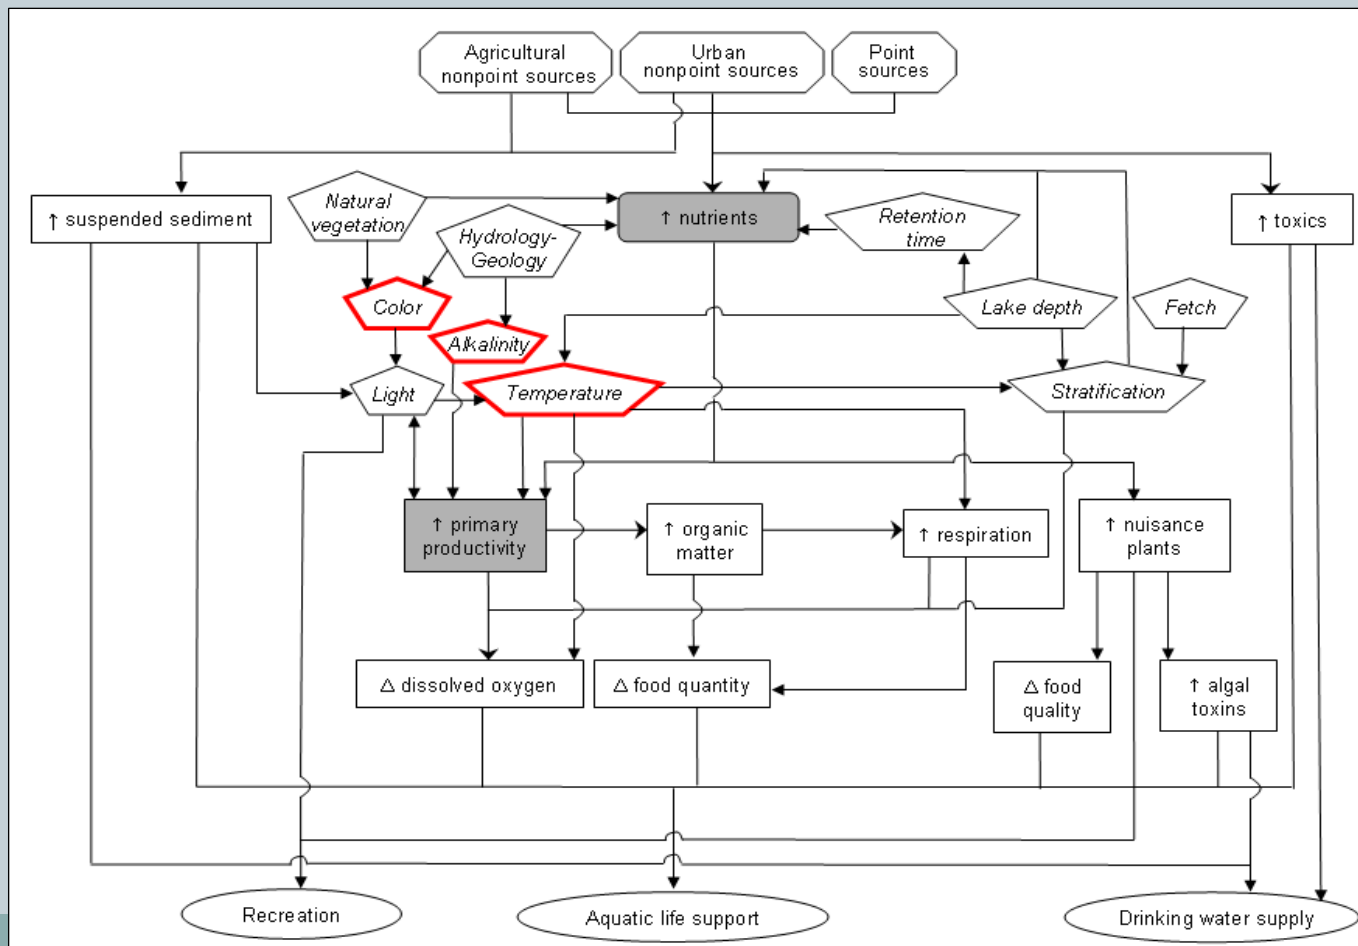 Agricultural
nonpoint sources
Urban
nonpoint sources
Point
sources
↑ suspended sediment
Natural
vegetation
Hydrology-
Geology
↑ nutrients
Retention
time
↑ toxics
Color
Alkalinity
Lake depth
Fetch
Light
Temperature
Stratification
↑ primary
productivity
↑ organic
matter
↑ respiration
↑ nuisance
plants
Δ dissolved oxygen
Δ food quantity
Δ food
quality
↑ algal
toxins
Recreation
Aquatic life support
Drinking water supply